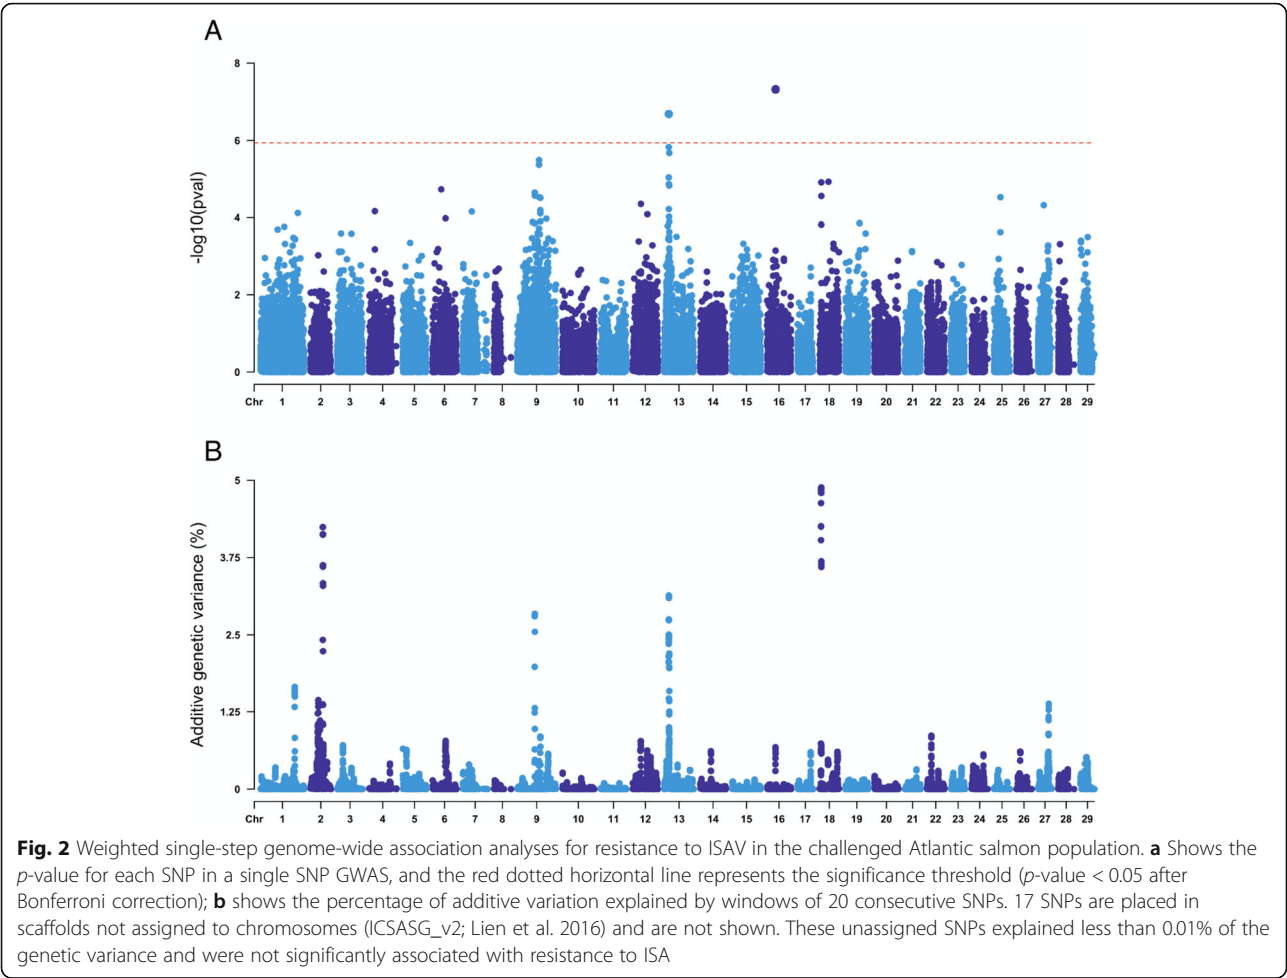 A
8
6
4
2
0
-log10(pval)
Chr 1 2 3 4 5 6 7 8 9 10 11 12 13 14 15 16 17 18 19 20 21 22 23 24 25 26 27 28 29
B
5
3.75
2.5
1.25
0
Additive genetic variance (%)
Chr 1 2 3 4 5 6 7 8 9 10 11 12 13 14 15 16 17 18 19 20 21 22 23 24 25 26 27 28 29
Fig. 2 Weighted single-step genome-wide association analyses for resistance to ISAV in the challenged Atlantic salmon population. a Shows the
p-value for each SNP in a single SNP GWAS, and the red dotted horizontal line represents the significance threshold (p-value < 0.05 after
Bonferroni correction); b shows the percentage of additive variation explained by windows of 20 consecutive SNPs. 17 SNPs are placed in
scaffolds not assigned to chromosomes (ICSASG_v2; Lien et al. 2016) and are not shown. These unassigned SNPs explained less than 0.01% of the
genetic variance and were not significantly associated with resistance to ISA